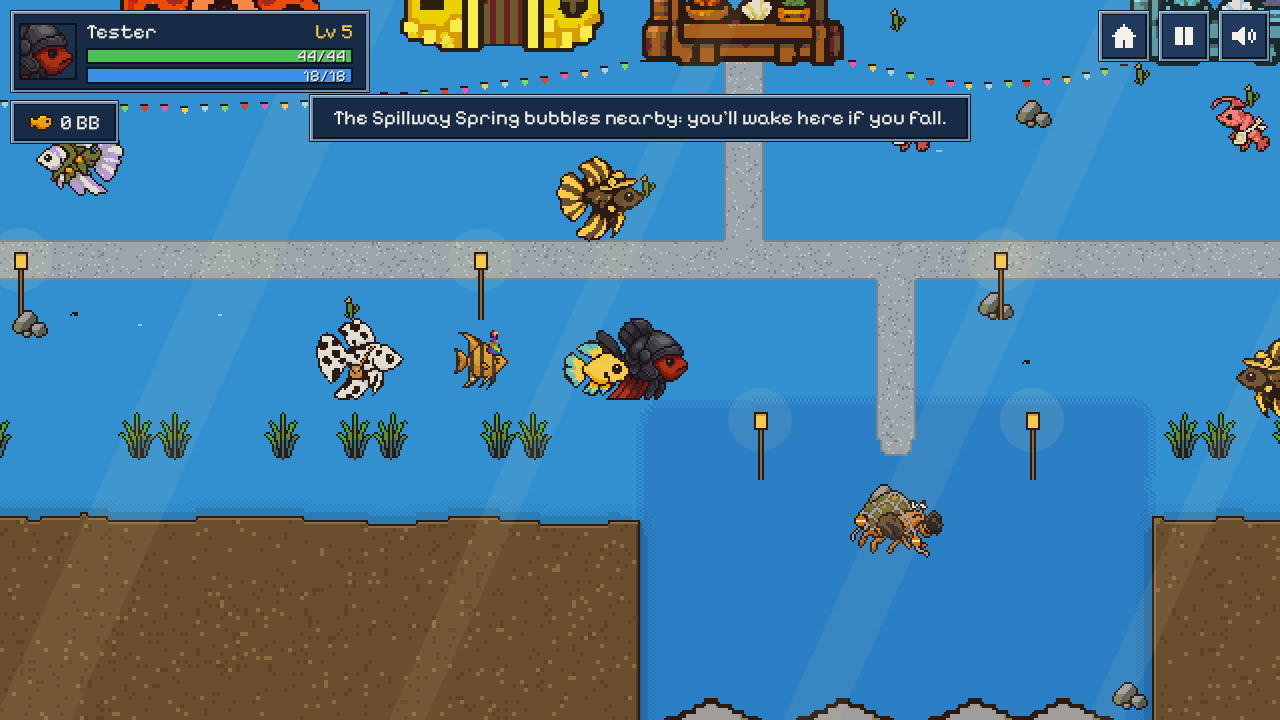 Tester Lv 5
44/44
18/18
0 BB
The Spillway Spring bubbles nearby: you'll wake here if you fall.